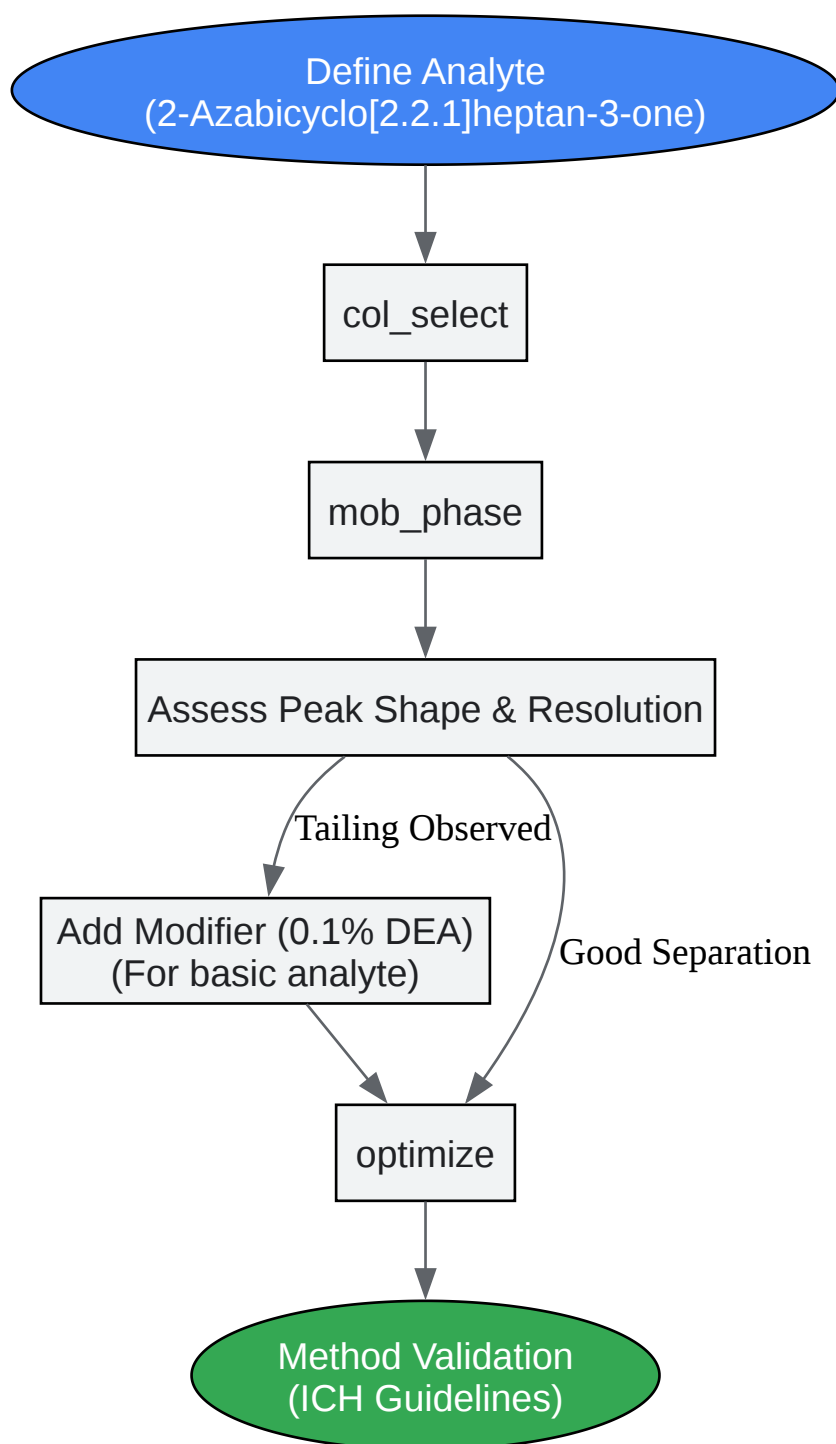 Define Analyte
(2-Azabicyclo[2.2.1]heptan-3-one)
col_select
mob_phase
Assess Peak Shape & Resolution
Tailing Observed
Add Modifier (0.1% DEA)
(For basic analyte)
Good Separation
optimize
Method Validation
(ICH Guidelines)